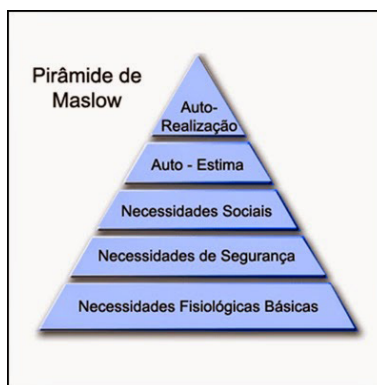 Pirâmide de
Maslow
Auto-
Realização
Auto - Estima
Necessidades Sociais
Necessidades de Segurança
Necessidades Fisiológicas Básicas